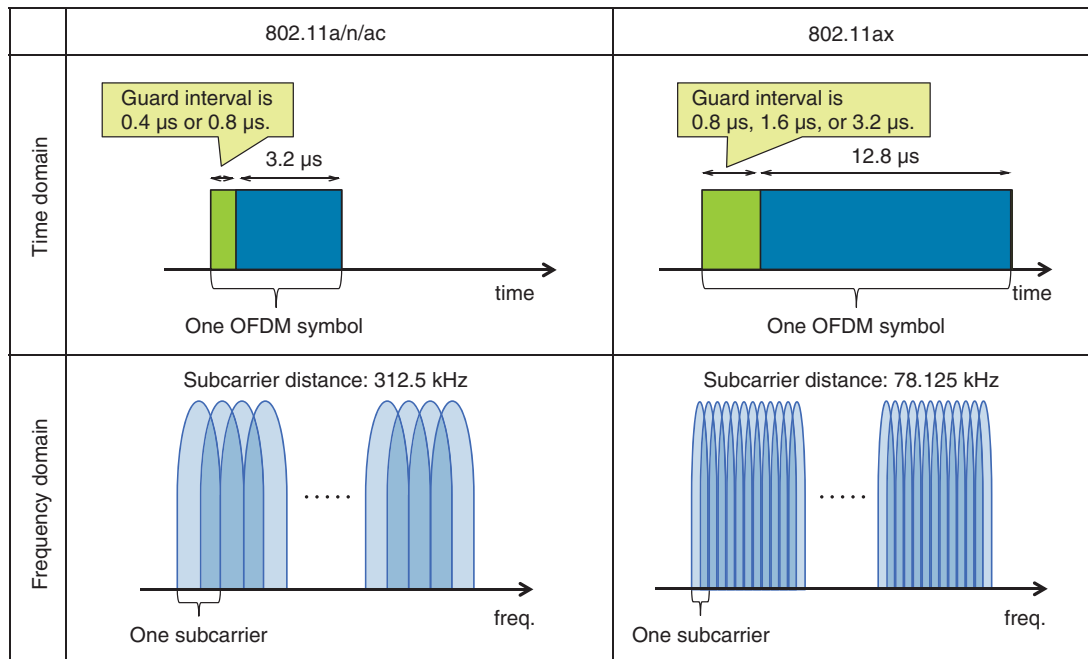 802.11a/n/ac
802.11ax
Time domain
Guard interval is
0.4 µs or 0.8 µs.
3.2 µs
time
One OFDM symbol
Guard interval is
0.8 µs, 1.6 µs, or 3.2 µs.
12.8 µs
time
One OFDM symbol
Frequency domain
Subcarrier distance: 312.5 kHz
.....
freq.
One subcarrier
Subcarrier distance: 78.125 kHz
.....
freq.
One subcarrier